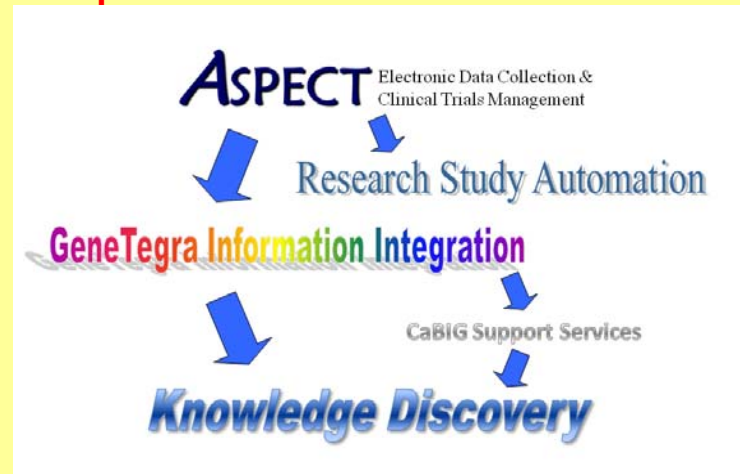 ASPECT Electronic Data Collection &
Clinical Trials Management
Research Study Automation
GeneTegra Information Integration
CaBIG Support Services
Knowledge Discovery